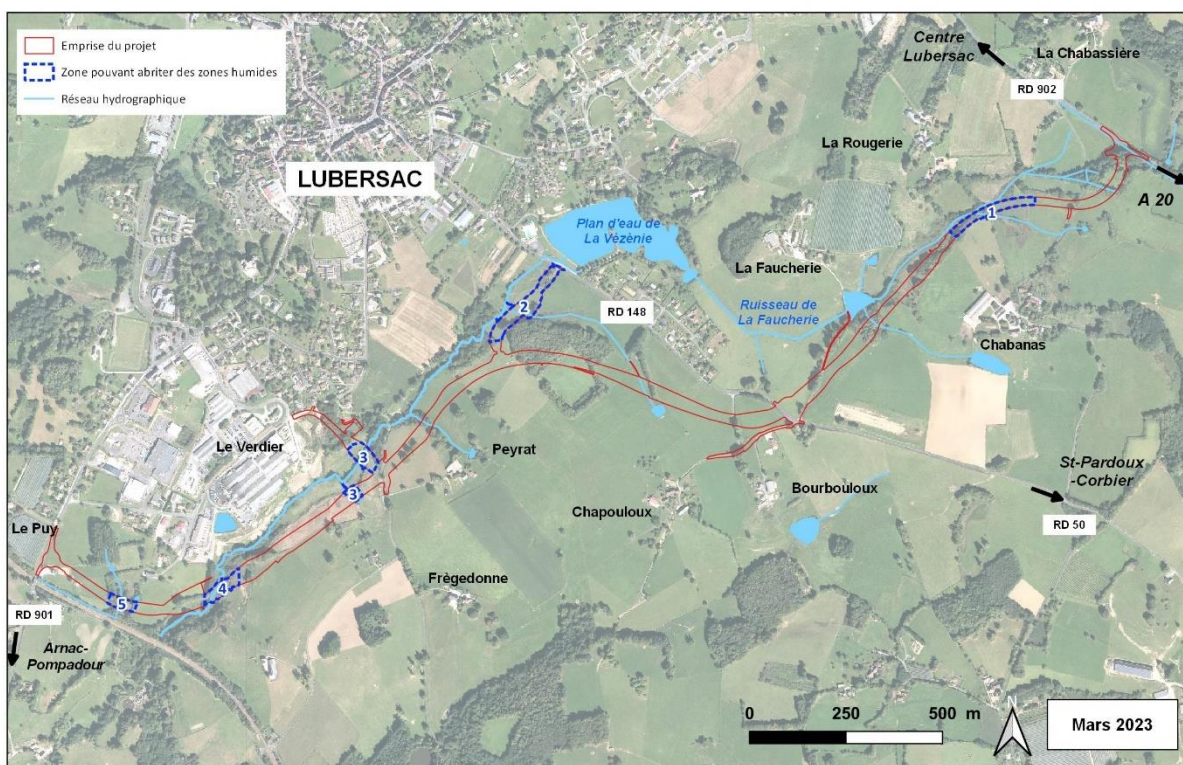 Emprise du projet
Zone pouvant abriter des zones humides
Réseau hydrographique
Centre
Lubersac
La Chabassière
RD 902
La Rougerie
A 20
LUBERSAC
Plan d'eau de
La Vézènie
1
La Faucherie
2
RD 148
Ruisseau de
La Faucherie
Chabanas
Le Verdier
3
Peyrat
3
St-Pardoux
-Corbier
Bourbouloux
Chapouloux
RD 50
Le Puy
Frègedonne
4
5
RD 901
Arnac-
Pompadour
0 250 500 m
N
Mars 2023